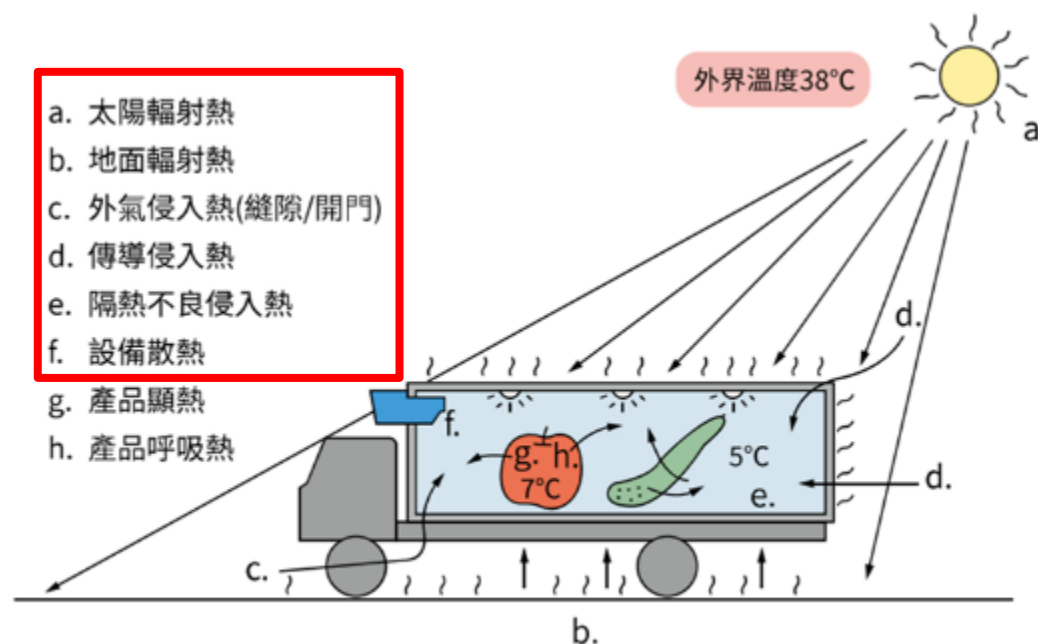 外界溫度38°C
a
a. 太陽輻射熱
b. 地面輻射熱
c. 外氣侵入熱(縫隙/開門)
d. 傳導侵入熱
e. 隔熱不良侵入熱
f. 設備散熱
g. 產品顯熱
h. 產品呼吸熱
d.
f.
g. h.
7°C
5°C
e.
d.
c.
b.